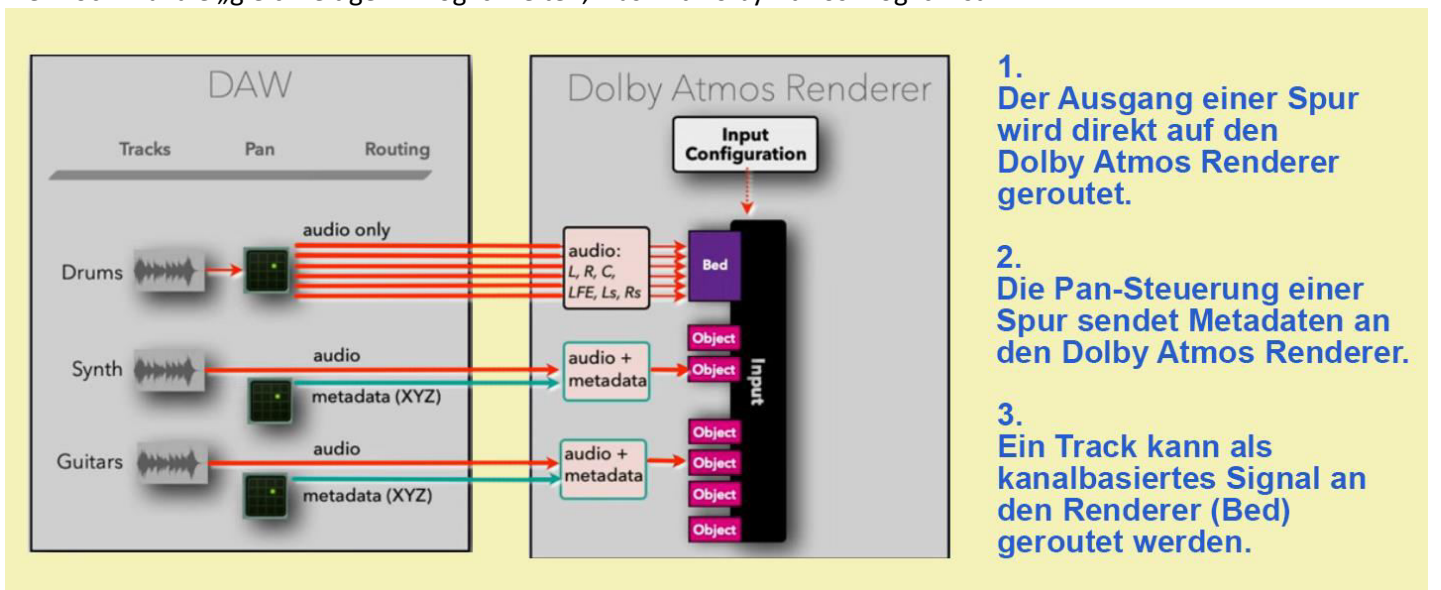 DAW
Tracks Pan Routing
audio only
Drums
Synth
audio
metadata (XYZ)
Guitars
audio
metadata (XYZ)
Dolby Atmos Renderer
Input
Configuration
audio:
L, R, C,
LFE, Ls, Rs
Bed
audio +
metadata
Object
Object
Input
audio +
metadata
Object
Object
Object
Object
1.
Der Ausgang einer Spur
wird direkt auf den
Dolby Atmos Renderer
geroutet.
2.
Die Pan-Steuerung einer
Spur sendet Metadaten an
den Dolby Atmos Renderer.
3.
Ein Track kann als
kanalbasiertes Signal an
den Renderer (Bed)
geroutet werden.